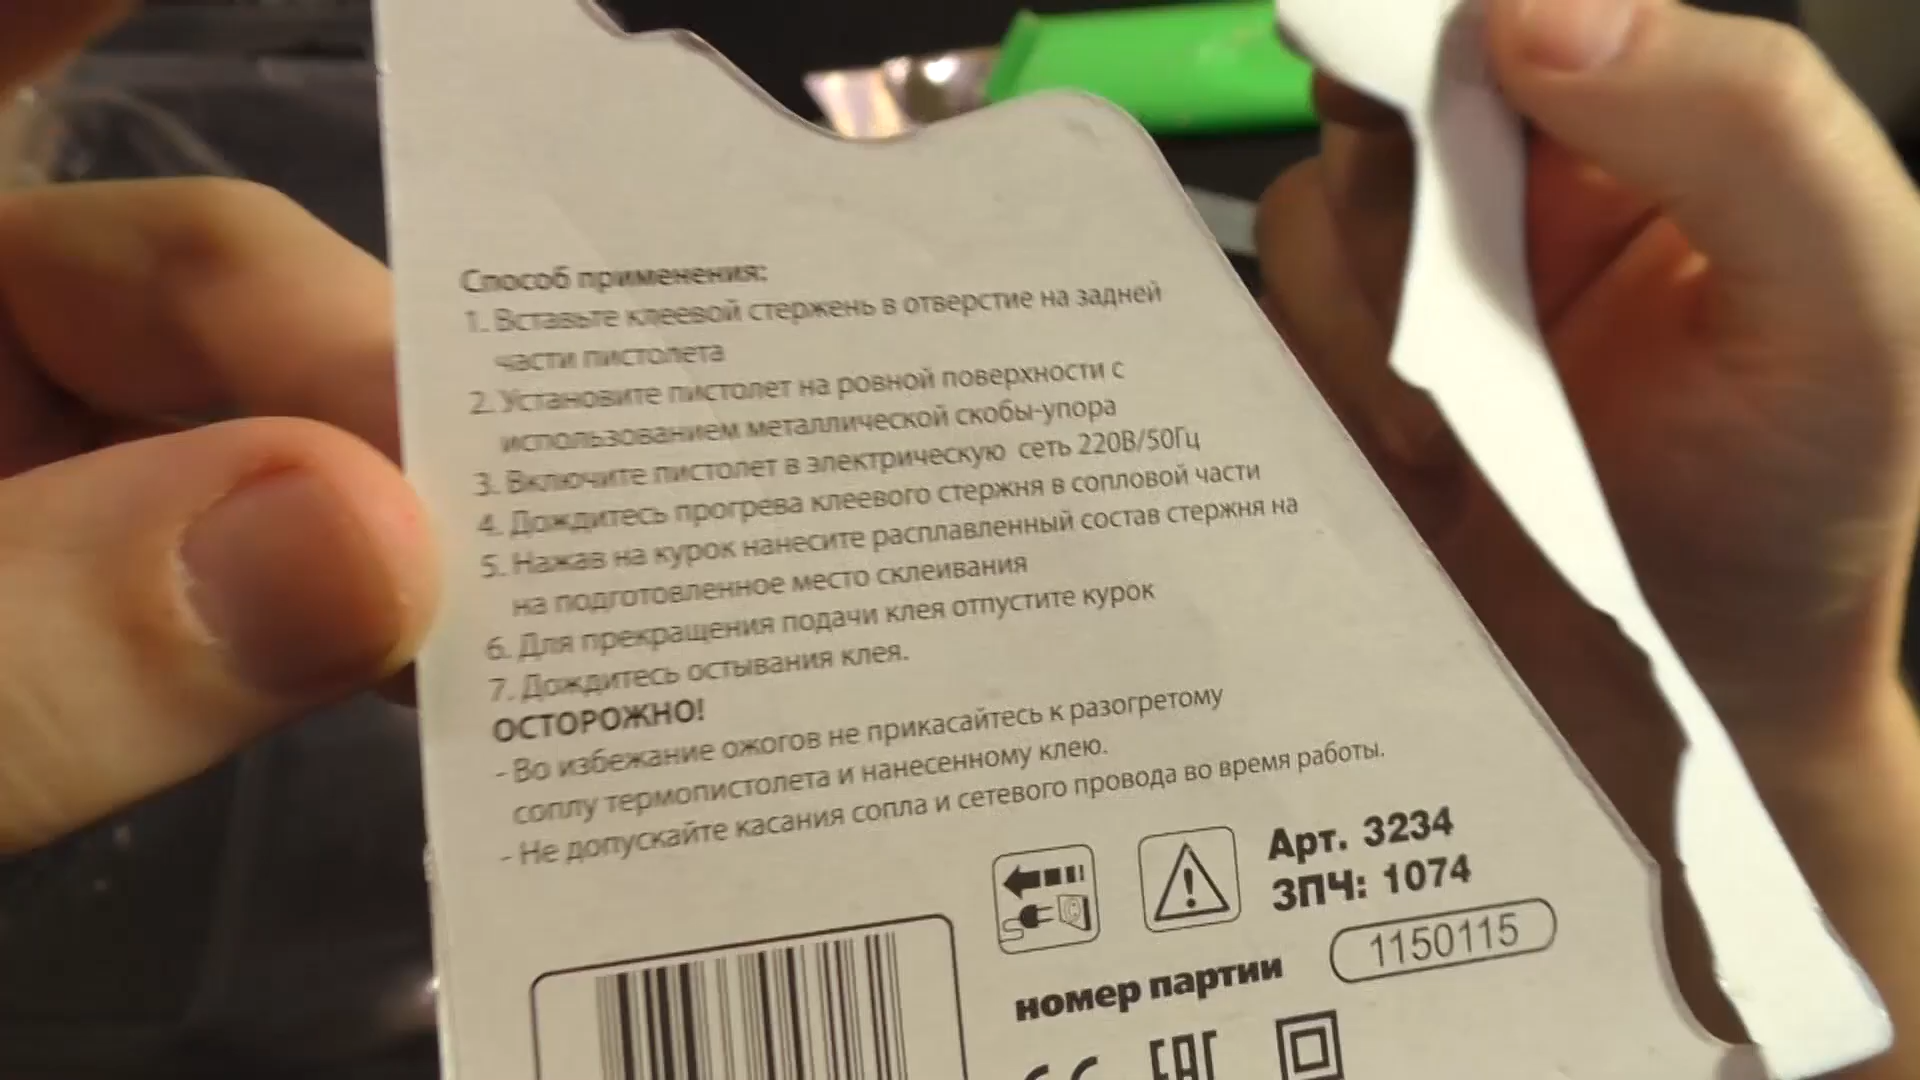 Способ применения:
1. Вставьте клеевой стержень в отверстие на задней
части пистолета
2. Установите пистолет на ровной поверхности с
использованием металлической скобы-упора
3. Включите пистолет в электрическую сеть 220В/50Гц
4. Дождитесь прогрева клеевого стержня в сопловой части
5. Нажав на курок нанесите расплавленный состав стержня на
на подготовленное место склеивания
6. Для прекращения подачи клея отпустите курок
7. Дождитесь остывания клея.
ОСТОРОЖНО!
- Во избежание ожогов не прикасайтесь к разогретому
соплу термопистолета и нанесенному клею.
- Не допускайте касания сопла и сетевого провода во время работы.
Арт. 3234
ЗПЧ: 1074
номер партии 1150115
CE EAC